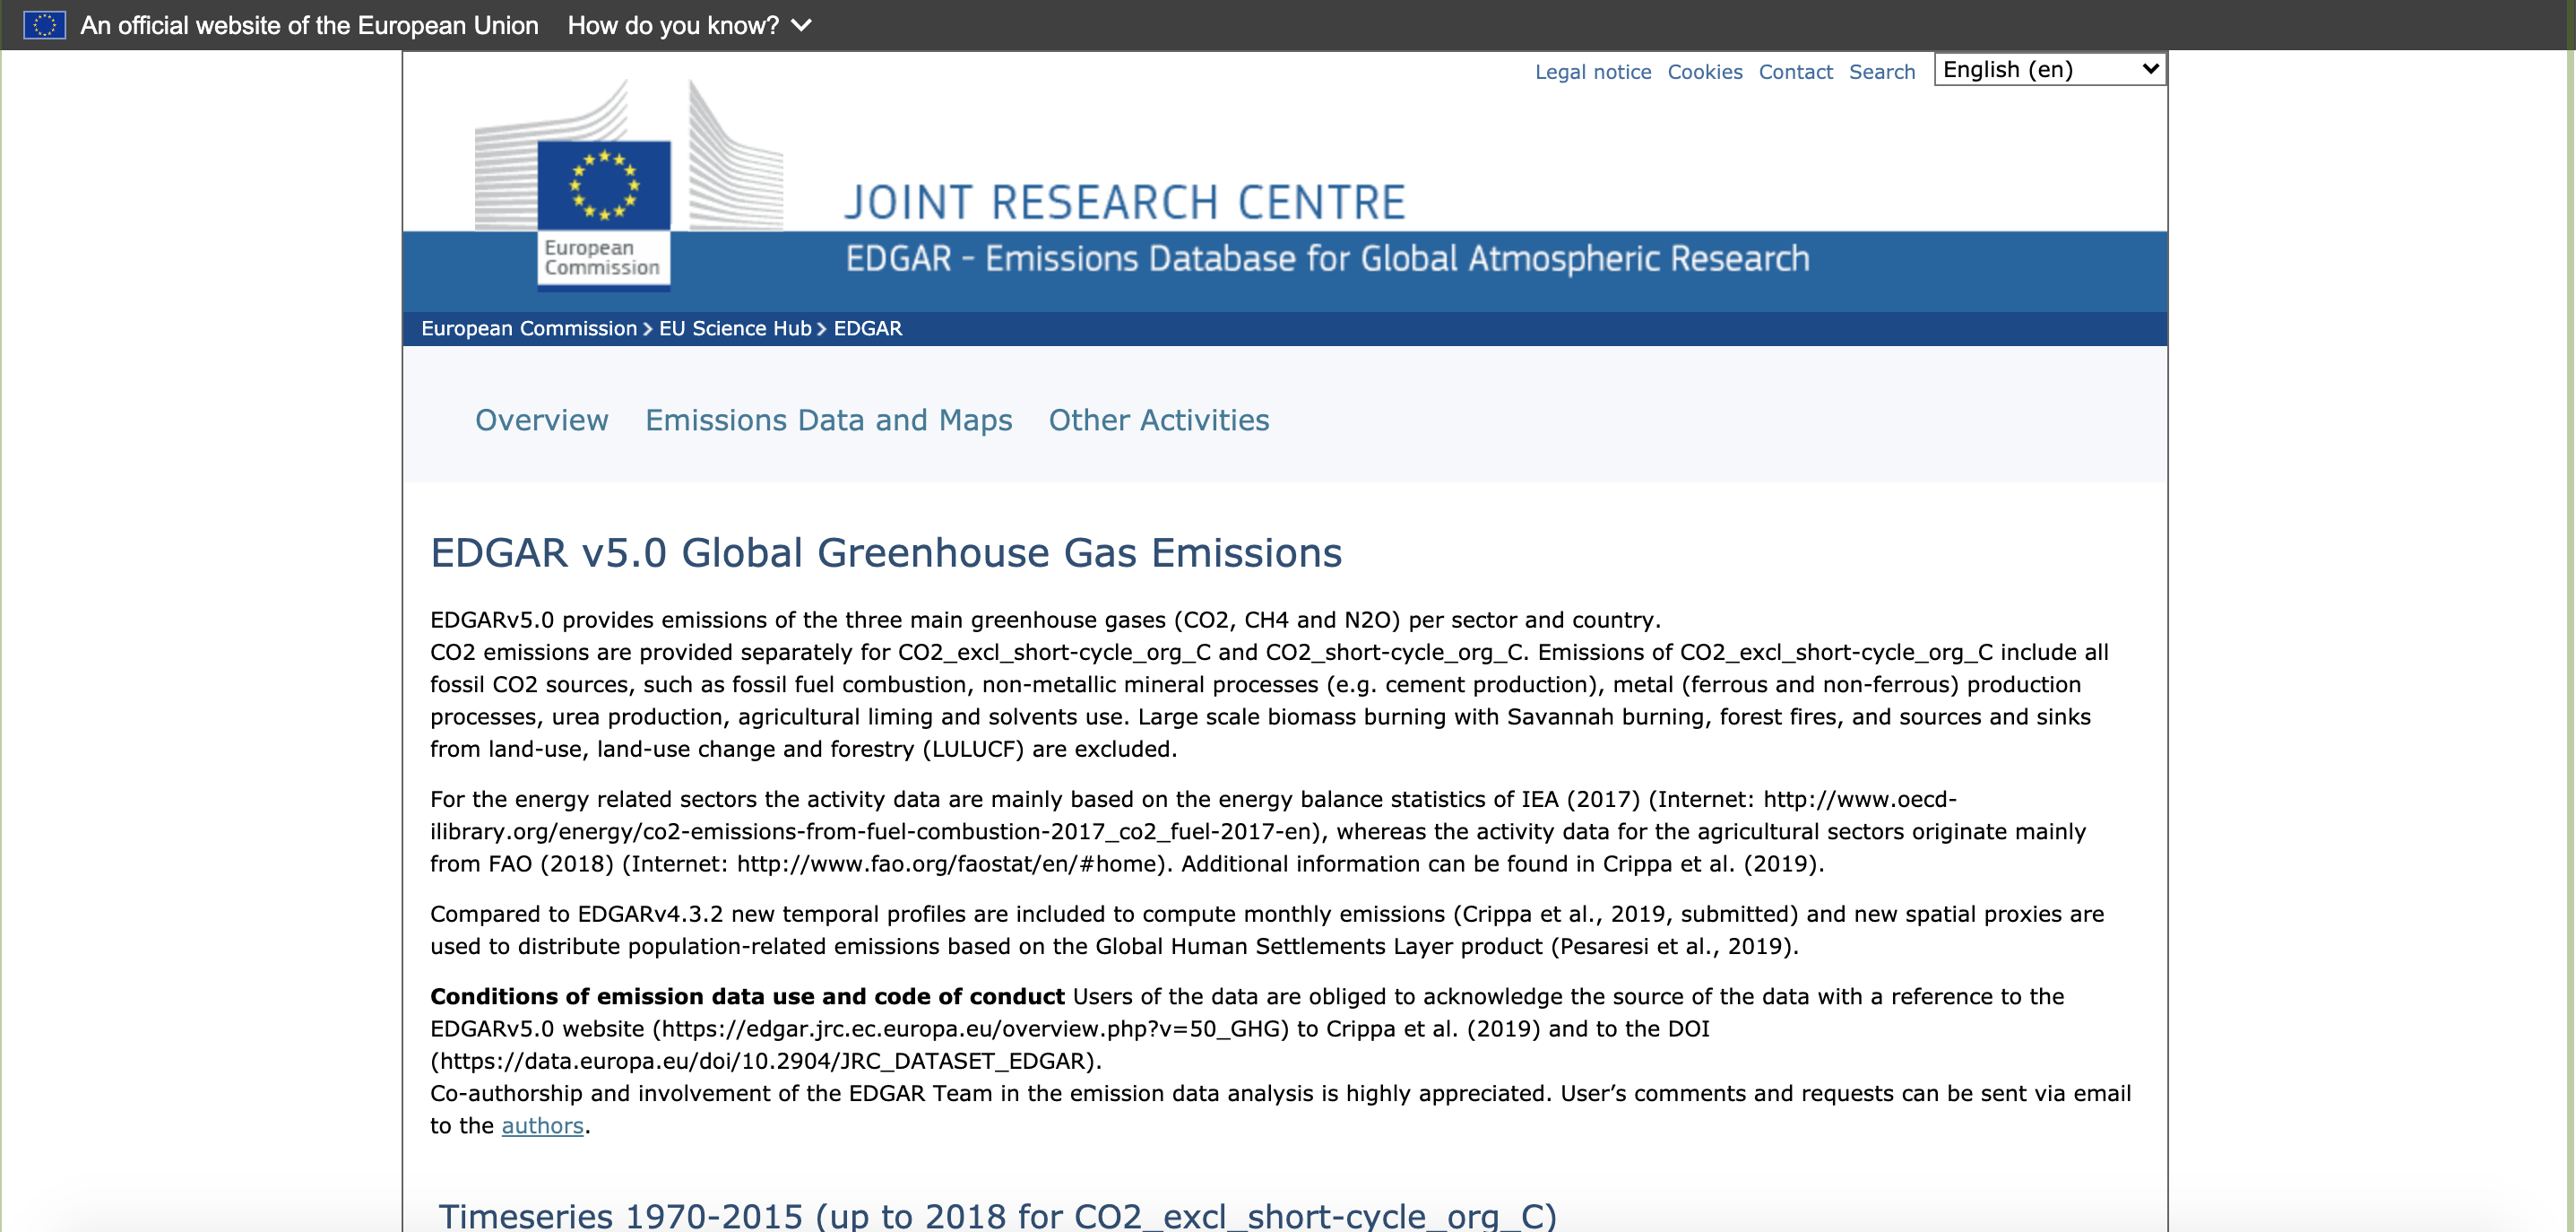 An official website of the European Union How do you know?
Legal notice Cookies Contact Search English (en)
JOINT RESEARCH CENTRE
European
Commission
EDGAR - Emissions Database for Global Atmospheric Research
European Commission > EU Science Hub > EDGAR
Overview Emissions Data and Maps Other Activities
EDGAR v5.0 Global Greenhouse Gas Emissions
EDGARv5.0 provides emissions of the three main greenhouse gases (CO2, CH4 and N2O) per sector and country.
CO2 emissions are provided separately for CO2_excl_short-cycle_org_C and CO2_short-cycle_org_C. Emissions of CO2_excl_short-cycle_org_C include all
fossil CO2 sources, such as fossil fuel combustion, non-metallic mineral processes (e.g. cement production), metal (ferrous and non-ferrous) production
processes, urea production, agricultural liming and solvents use. Large scale biomass burning with Savannah burning, forest fires, and sources and sinks
from land-use, land-use change and forestry (LULUCF) are excluded.
For the energy related sectors the activity data are mainly based on the energy balance statistics of IEA (2017) (Internet: http://www.oecd-
ilibrary.org/energy/co2-emissions-from-fuel-combustion-2017_co2_fuel-2017-en), whereas the activity data for the agricultural sectors originate mainly
from FAO (2018) (Internet: http://www.fao.org/faostat/en/#home). Additional information can be found in Crippa et al. (2019).
Compared to EDGARv4.3.2 new temporal profiles are included to compute monthly emissions (Crippa et al., 2019, submitted) and new spatial proxies are
used to distribute population-related emissions based on the Global Human Settlements Layer product (Pesaresi et al., 2019).
Conditions of emission data use and code of conduct Users of the data are obliged to acknowledge the source of the data with a reference to the
EDGARv5.0 website (https://edgar.jrc.ec.europa.eu/overview.php?v=50_GHG) to Crippa et al. (2019) and to the DOI
(https://data.europa.eu/doi/10.2904/JRC_DATASET_EDGAR).
Co-authorship and involvement of the EDGAR Team in the emission data analysis is highly appreciated. User’s comments and requests can be sent via email
to the authors.
Timeseries 1970-2015 (up to 2018 for CO2_excl_short-cycle_org_C)